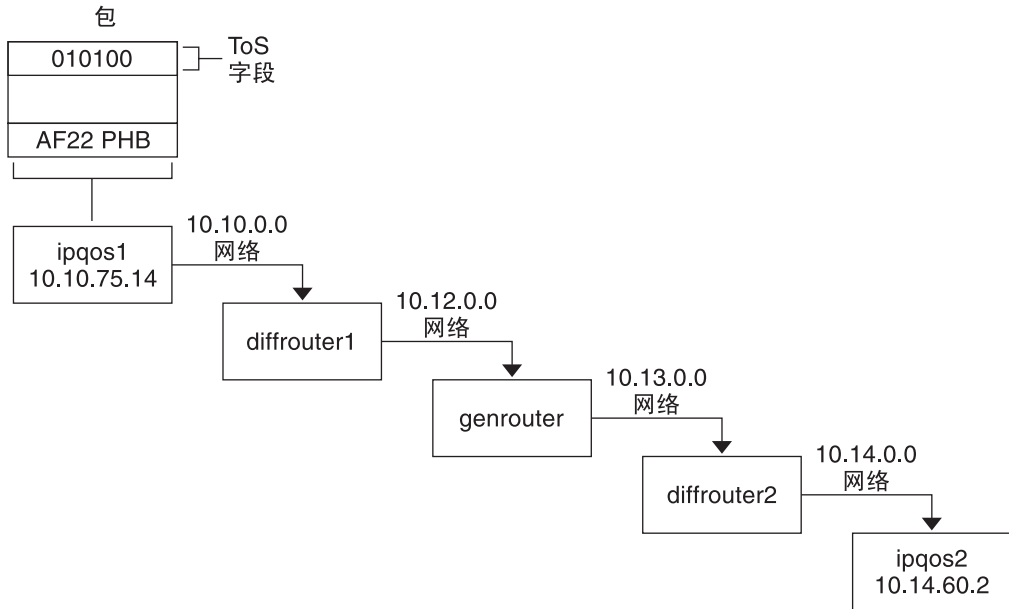 包
010100
ToS
字段
AF22 PHB
ipqos1
10.10.75.14
10.10.0.0
网络
diffrouter1
10.12.0.0
网络
genrouter
10.13.0.0
网络
diffrouter2
10.14.0.0
网络
ipqos2
10.14.60.2